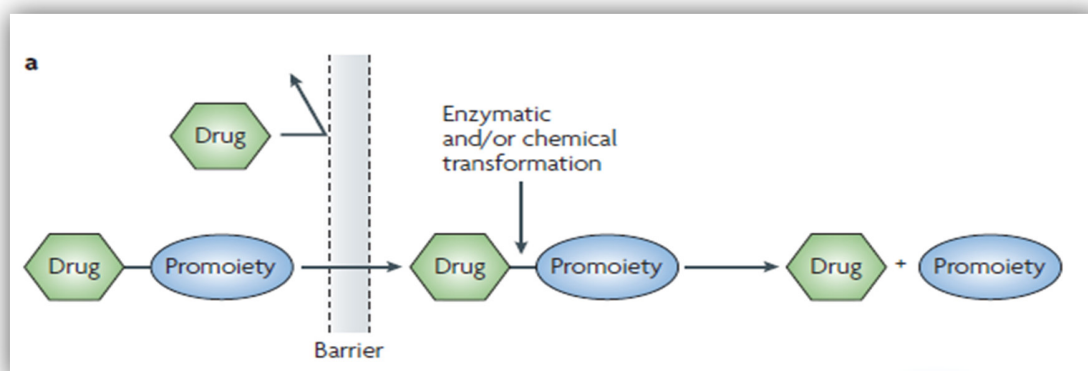 a
Drug
Enzymatic
and/or chemical
transformation
Drug Promoiety Drug Promoiety Drug + Promoiety
Barrier